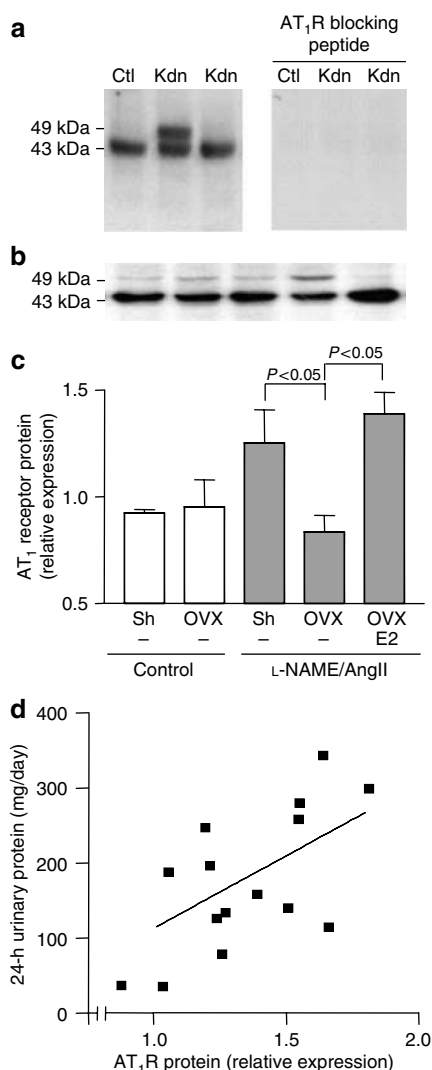 a
AT₁R blocking
peptide
Ctl Kdn Kdn Ctl Kdn Kdn
49 kDa
43 kDa
b
49 kDa
43 kDa
c
P<0.05
P<0.05
AT₁ receptor protein
(relative expression)
1.5
1.0
0.5
Sh OVX Sh OVX OVX
– – – – E2
Control L-NAME/AngII
d
24-h urinary protein (mg/day)
400
300
200
100
0
1.0 1.5 2.0
AT₁R protein (relative expression)